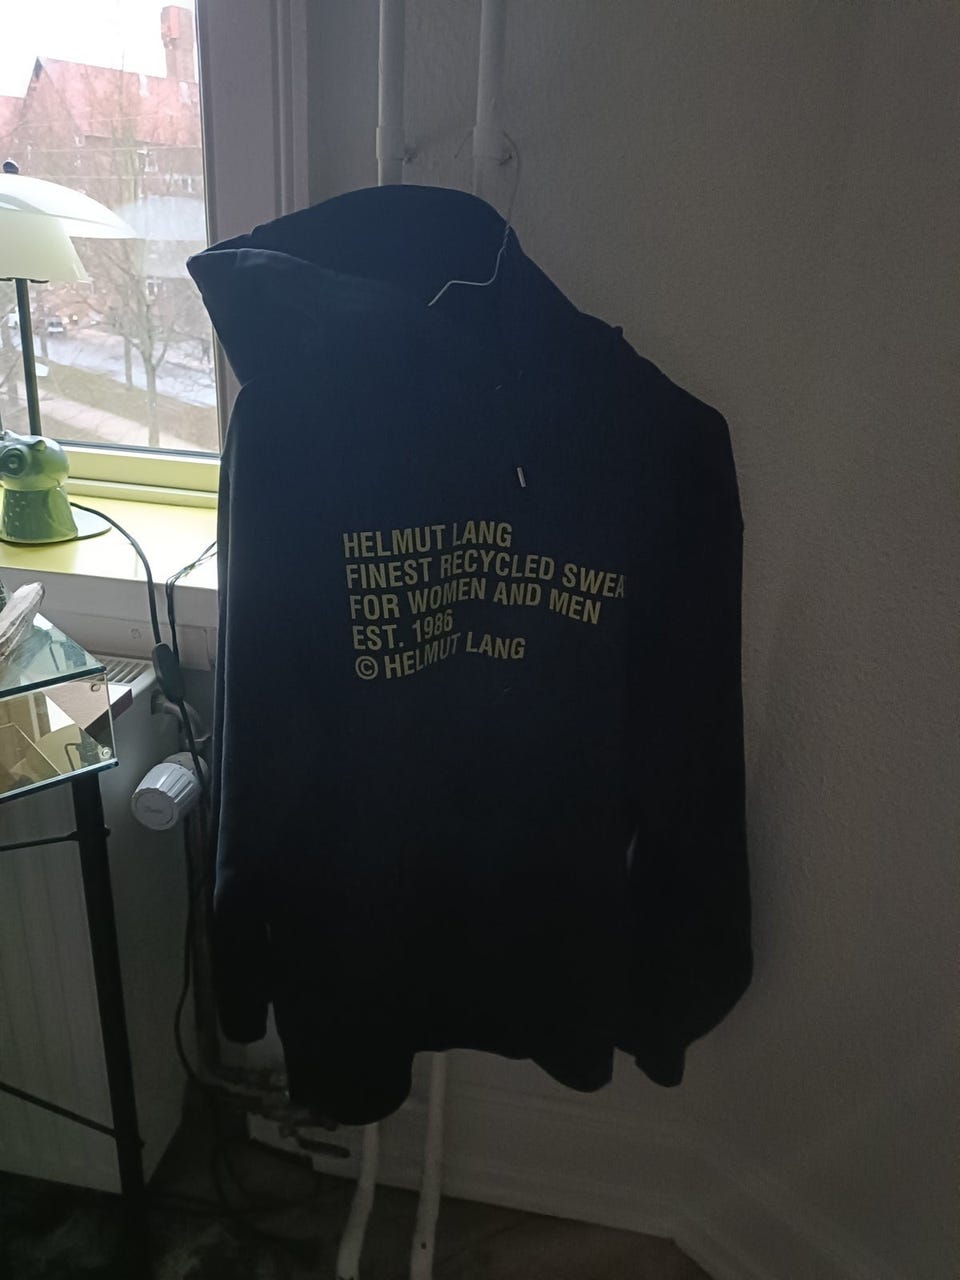 HELMUT LANG
FINEST RECYCLED SWEA
FOR WOMEN AND MEN
EST. 1986
© HELMUT LANG